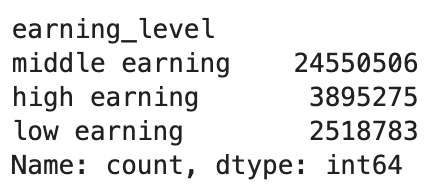 earning_level
middle earning    24550506
high earning       3895275
low earning        2518783
Name: count, dtype: int64